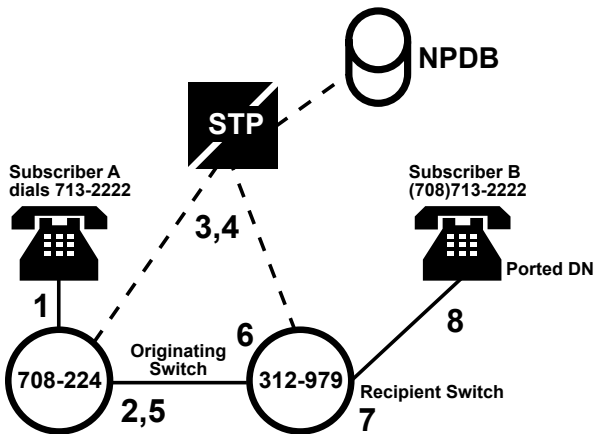 NPDB
STP
Subscriber A
dials 713-2222
Subscriber B
(708)713-2222
3,4
Ported DN
1
8
6
Originating
Switch
708-224
312-979
Recipient Switch
2,5
7